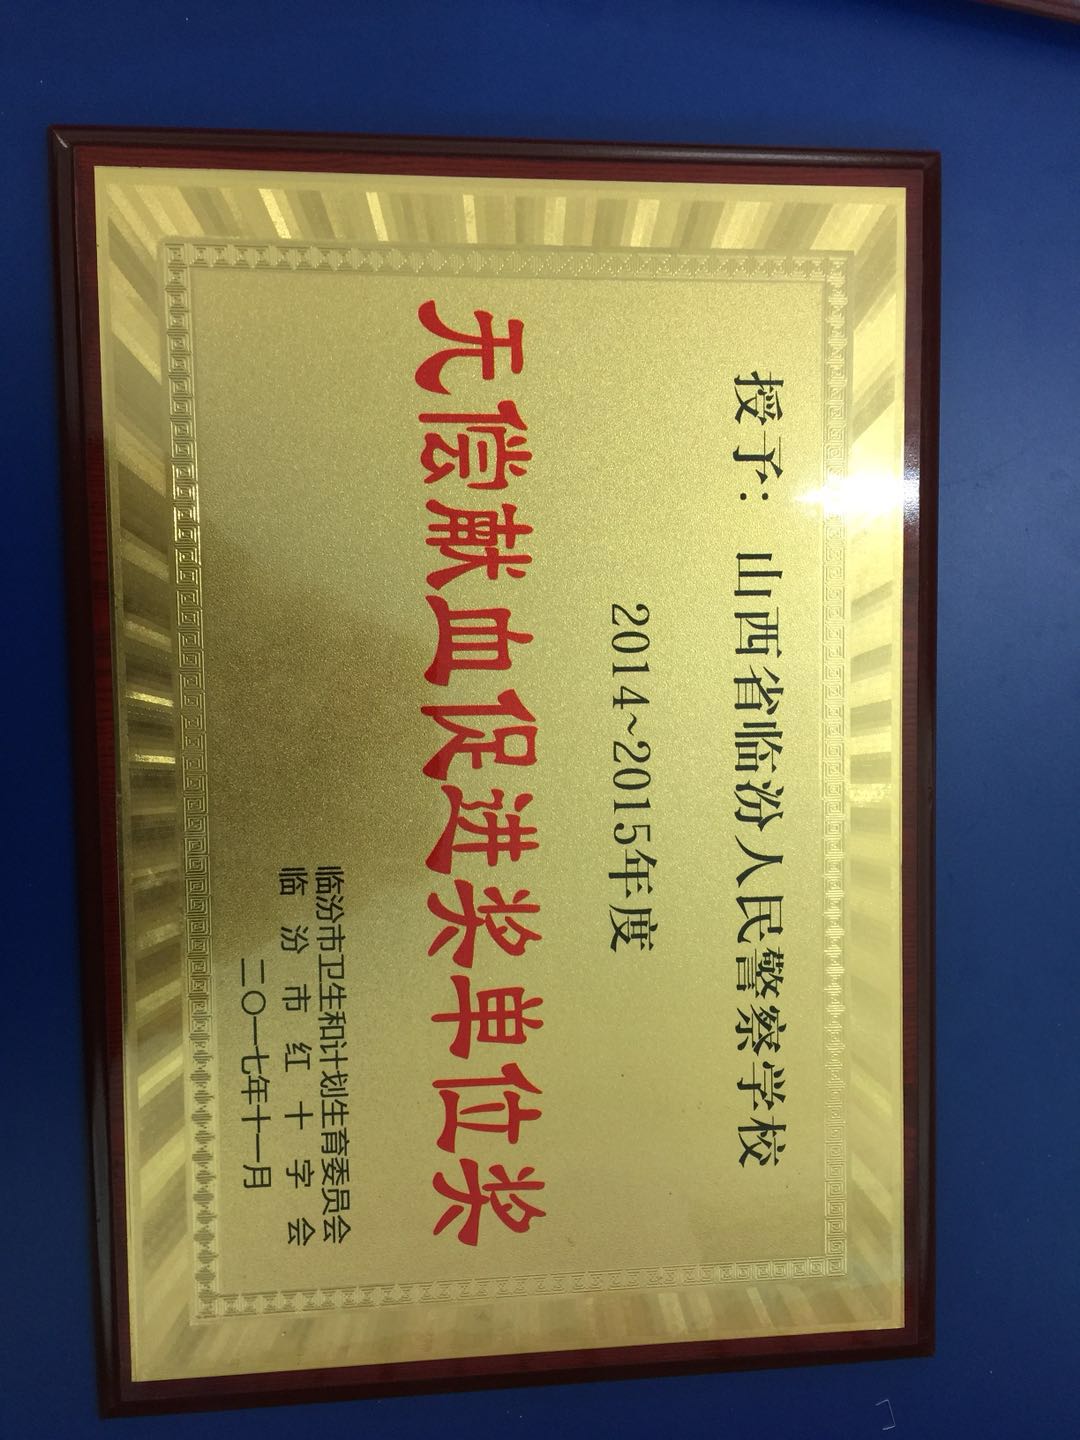 授予：山西省临汾人民警察学校
2014~2015年度
无偿献血促进奖单位奖
临汾市卫生和计划生育委员会
临汾市红十字会
二〇一七年十一月